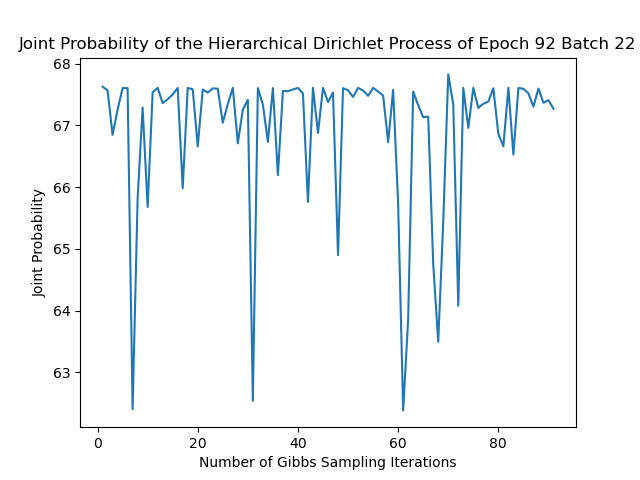 Joint Probability of the Hierarchical Dirichlet Process of Epoch 92 Batch 22
68
67
66
65
64
63
Joint Probability
0 20 40 60 80
Number of Gibbs Sampling Iterations